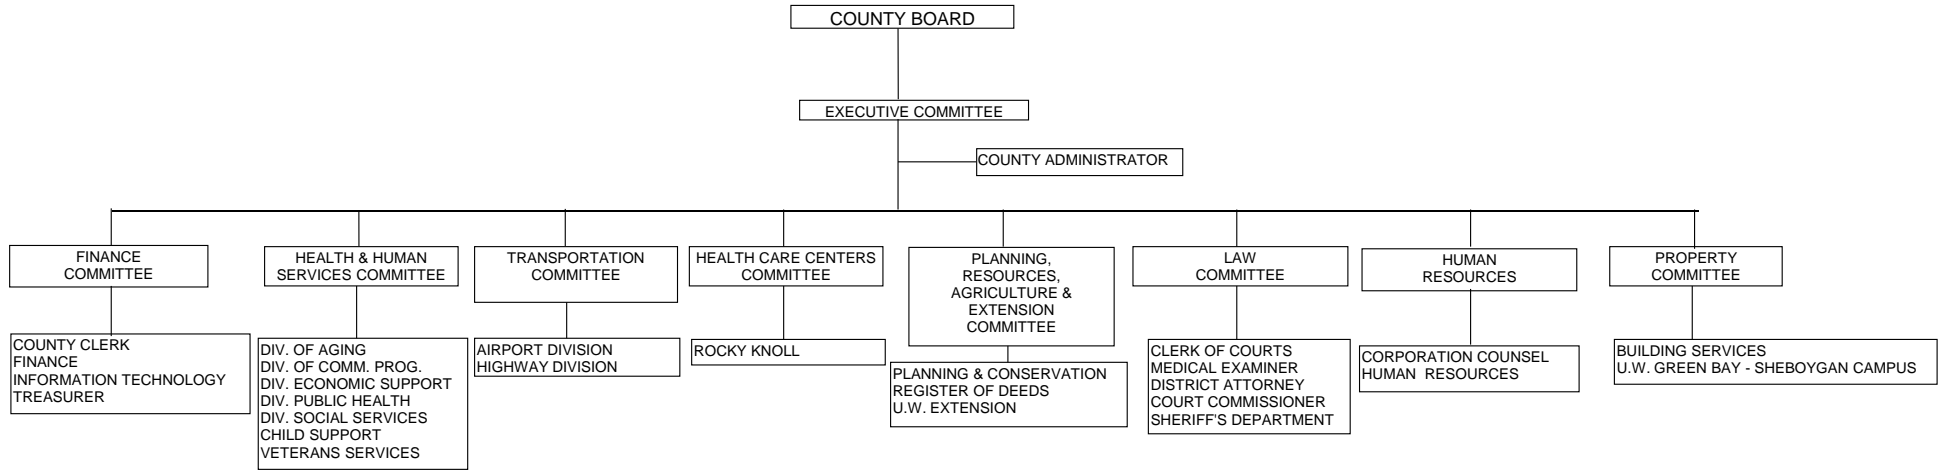 COUNTY BOARD
EXECUTIVE COMMITTEE
COUNTY ADMINISTRATOR
FINANCE
COMMITTEE
HEALTH & HUMAN
SERVICES COMMITTEE
TRANSPORTATION
COMMITTEE
HEALTH CARE CENTERS
COMMITTEE
PLANNING,
RESOURCES,
AGRICULTURE &
EXTENSION
COMMITTEE
LAW
COMMITTEE
HUMAN
RESOURCES
PROPERTY
COMMITTEE
COUNTY CLERK
FINANCE
INFORMATION TECHNOLOGY
TREASURER
DIV. OF AGING
DIV. OF COMM. PROG.
DIV. ECONOMIC SUPPORT
DIV. PUBLIC HEALTH
DIV. SOCIAL SERVICES
CHILD SUPPORT
VETERANS SERVICES
AIRPORT DIVISION
HIGHWAY DIVISION
ROCKY KNOLL
PLANNING & CONSERVATION
REGISTER OF DEEDS
U.W. EXTENSION
CLERK OF COURTS
MEDICAL EXAMINER
DISTRICT ATTORNEY
COURT COMMISSIONER
SHERIFF'S DEPARTMENT
CORPORATION COUNSEL
HUMAN RESOURCES
BUILDING SERVICES
U.W. GREEN BAY - SHEBOYGAN CAMPUS